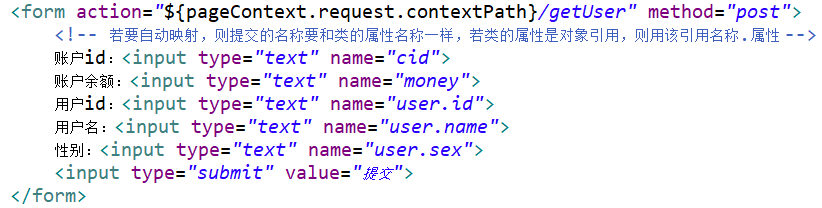 <form action="${pageContext.request.contextPath}/getUser" method="post">
<!-- 若要自动映射，则提交的名称要和类的属性名称一样，若类的属性是对象引用，则用该引用名称.属性 -->
账户id：<input type="text" name="cid">
账户余额：<input type="text" name="money">
用户id：<input type="text" name="user.id">
用户名：<input type="text" name="user.name">
性别：<input type="text" name="user.sex">
<input type="submit" value="提交">
</form>